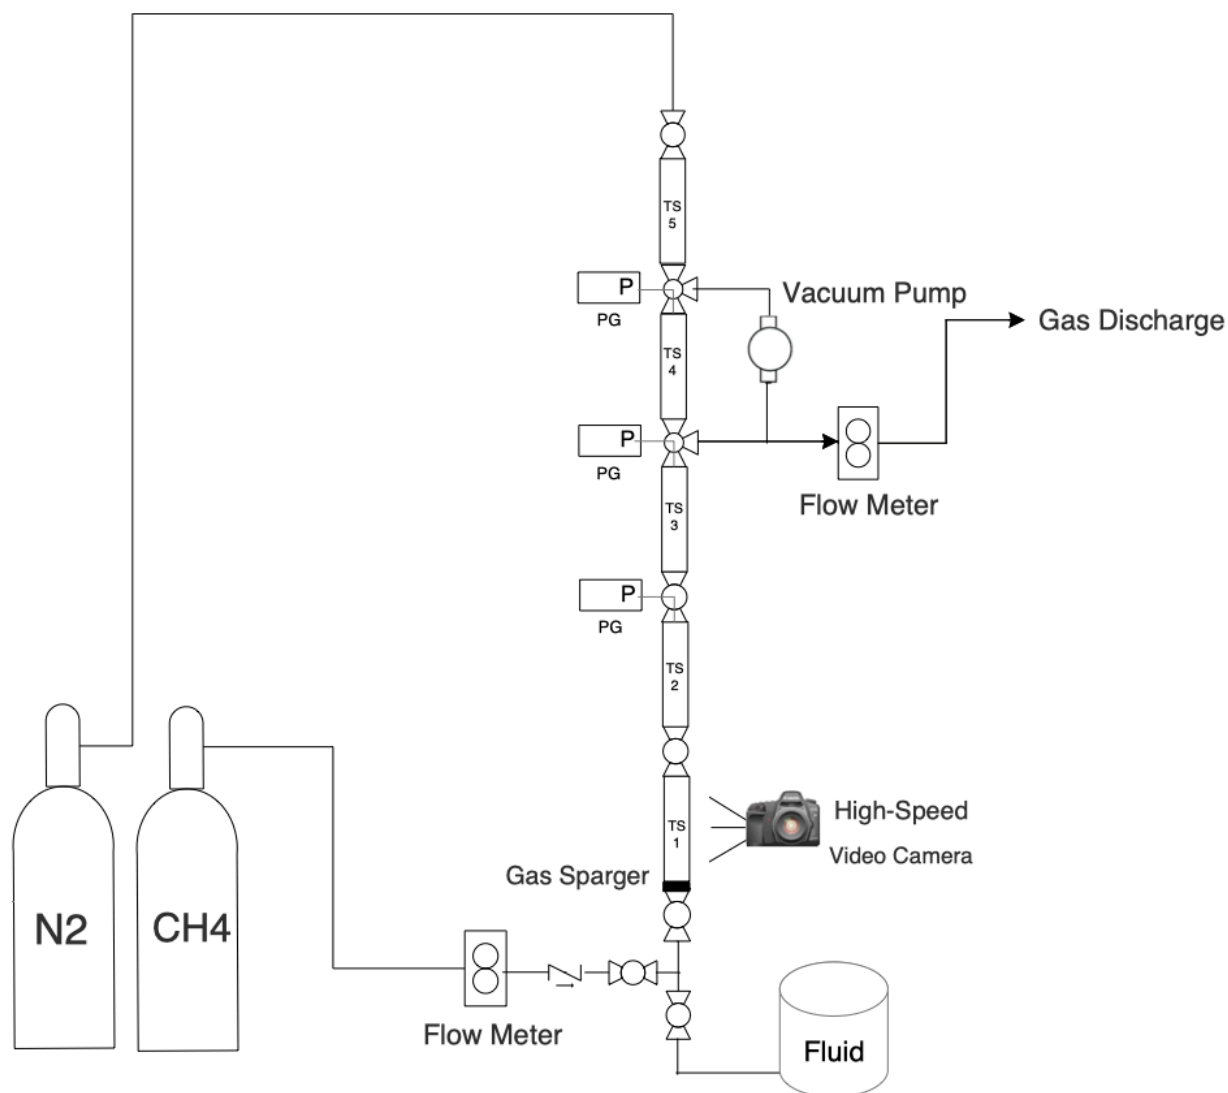 TS
5
P
PG
Vacuum Pump
Gas Discharge
TS
4
P
PG
Flow Meter
TS
3
P
PG
TS
2
TS
1
High-Speed
Video Camera
Gas Sparger
N2
CH4
Flow Meter
Fluid